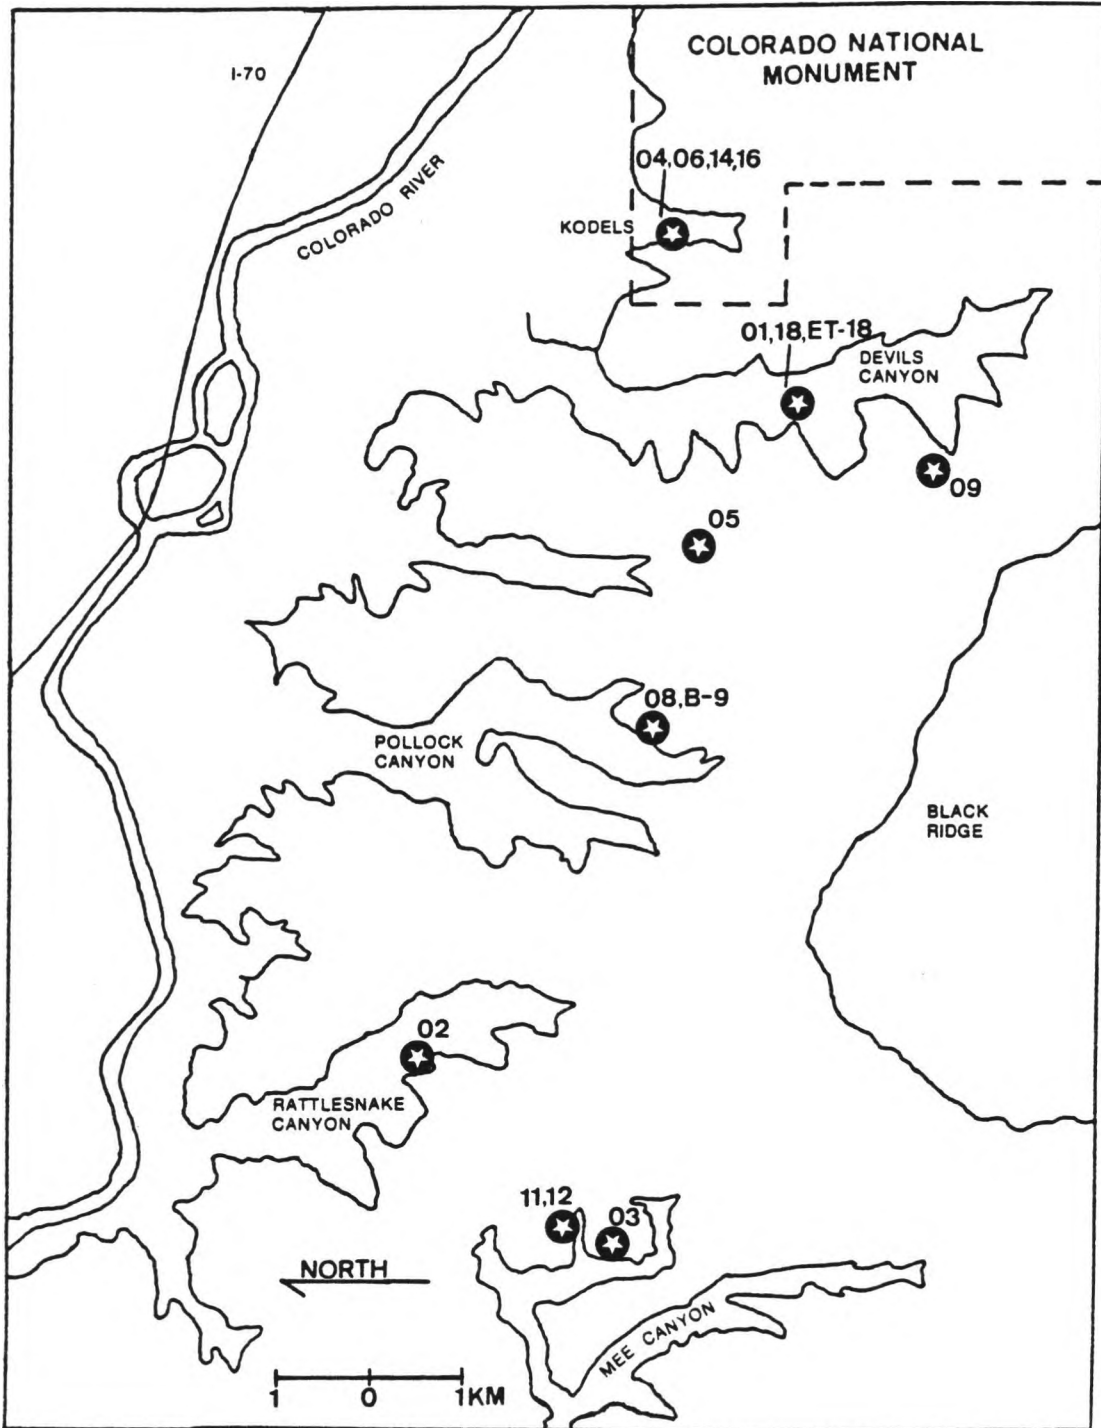 COLORADO NATIONAL
MONUMENT
I-70
COLORADO RIVER
04,06,14,16
KODELS
01,18,ET-18
DEVILS
CANYON
09
05
08,B-9
POLLOCK
CANYON
BLACK
RIDGE
02
RATTLESNAKE
CANYON
11,12
03
NORTH
MEE CANYON
1 0 1KM